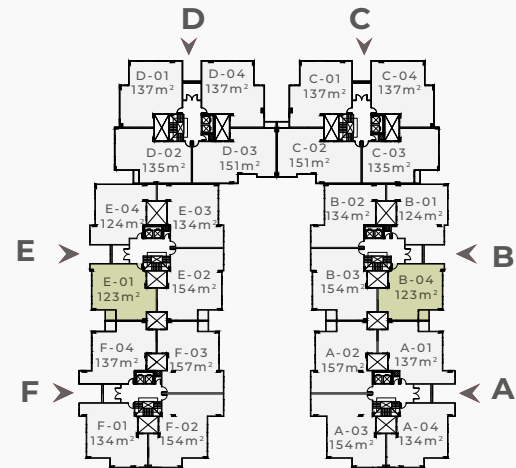 D
C
D-01
137m²
D-04
137m²
C-01
137m²
C-04
137m²
D-02
135m²
D-03
151m²
C-02
151m²
C-03
135m²
E-04
124m²
E-03
134m²
B-02
134m²
B-01
124m²
E
B
E-01
123m²
E-02
154m²
B-03
154m²
B-04
123m²
F-04
137m²
F-03
157m²
A-02
157m²
A-01
137m²
F
A
F-01
134m²
F-02
154m²
A-03
154m²
A-04
134m²